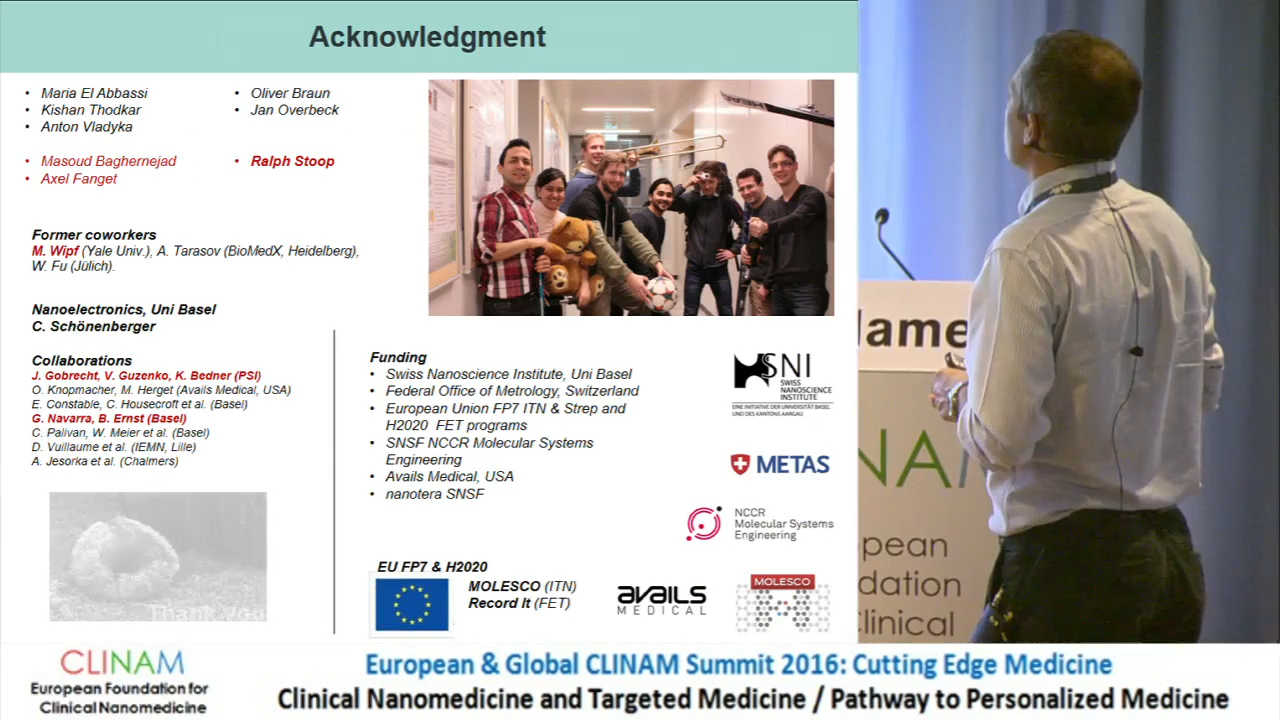 Acknowledgment
• Maria El Abbassi
• Kishan Thodkar
• Anton Vladyka
• Oliver Braun
• Jan Overbeck
• Masoud Baghernejad
• Axel Fanget
• Ralph Stoop
Former coworkers
M. Wipf (Yale Univ.), A. Tarasov (BioMedX, Heidelberg),
W. Fu (Jülich).
Nanoelectronics, Uni Basel
C. Schönenberger
Collaborations
J. Gobrecht, V. Guzenko, K. Bedner (PSI)
O. Knopmacher, M. Herget (Avails Medical, USA)
E. Constable, C. Housecroft et al. (Basel)
G. Navarra, B. Ernst (Basel)
C. Palivan, W. Meier et al. (Basel)
D. Vuillaume et al. (IEMN, Lille)
A. Jesorka et al. (Chalmers)
Thank you
Funding
• Swiss Nanoscience Institute, Uni Basel
• Federal Office of Metrology, Switzerland
• European Union FP7 ITN & Strep and
H2020 FET programs
• SNSF NCCR Molecular Systems
Engineering
• Avails Medical, USA
• nanotera SNSF
SNI
SWISS
NANOSCIENCE
INSTITUTE
EINE INITIATIVE DER UNIVERSITÄT BASEL
UND DES KANTONS AARGAU
METAS
NCCR
Molecular Systems
Engineering
EU FP7 & H2020
MOLESCO (ITN)
Record It (FET)
avails
MEDICAL
MOLESCO
lame
NA
pean
dation
linical
CLINAM
European Foundation for
Clinical Nanomedicine
European & Global CLINAM Summit 2016: Cutting Edge Medicine
Clinical Nanomedicine and Targeted Medicine / Pathway to Personalized Medicine